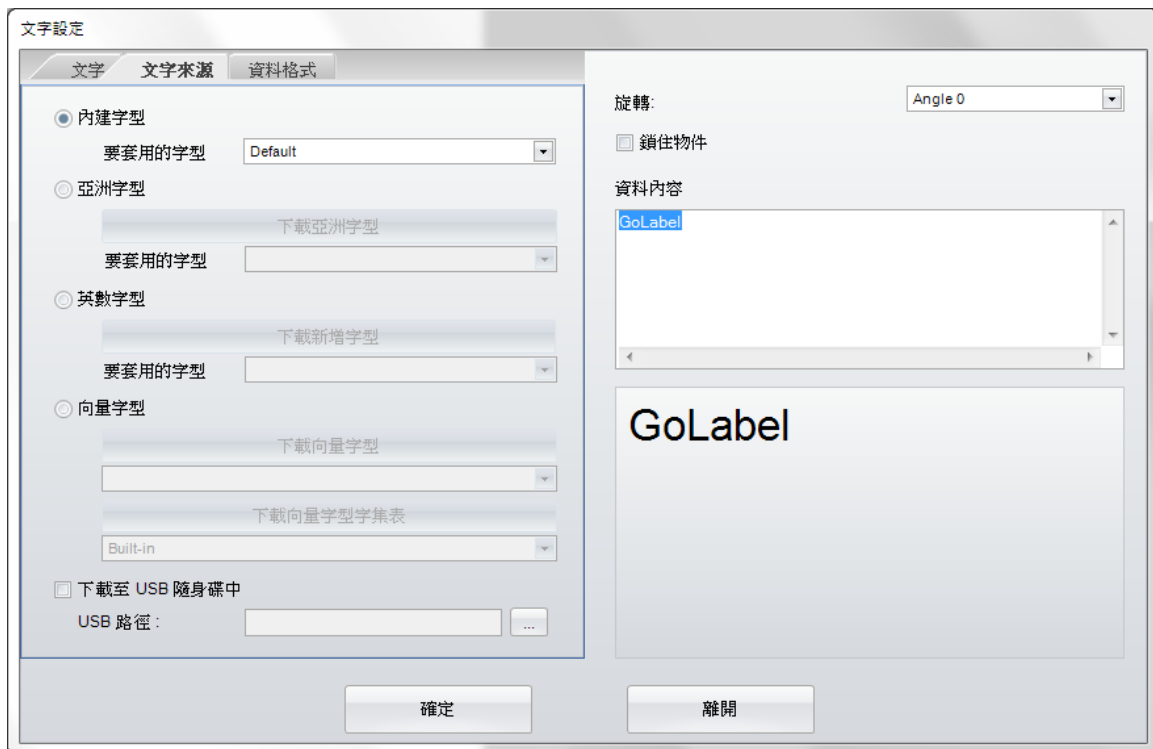 文字設定
文字
文字來源
資料格式
內建字型
要套用的字型
Default
亞洲字型
下載亞洲字型
要套用的字型
英數字型
下載新增字型
要套用的字型
向量字型
下載向量字型
下載向量字型字集表
Built-in
下載至 USB 隨身碟中
USB 路徑 :
...
旋轉:
Angle 0
鎖住物件
資料內容
GoLabel
GoLabel
確定
離開